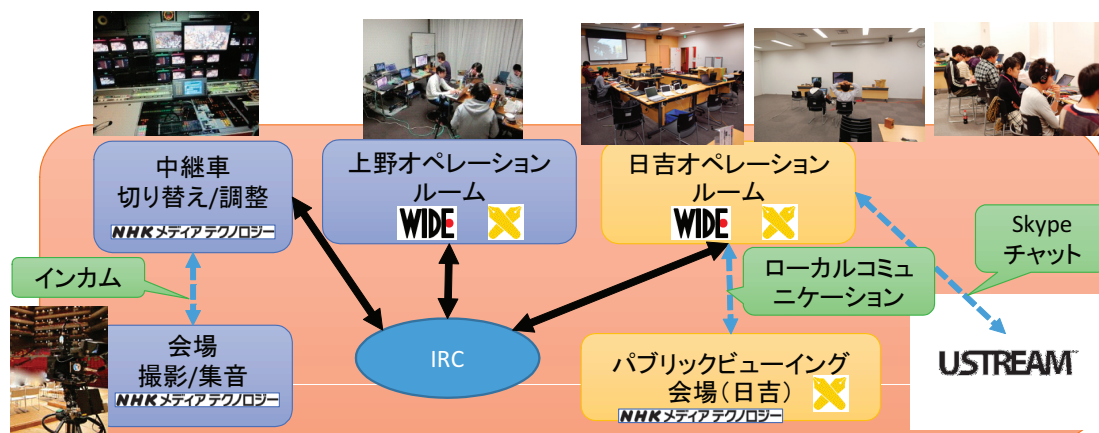 中継車
切り替え/調整
NHKメディアテクノロジー
上野オペレーション
ルーム
WIDE
日吉オペレーション
ルーム
WIDE
Skype
チャット
インカム
ローカルコミュ
ニケーション
会場
撮影/集音
NHKメディアテクノロジー
IRC
パブリックビューイング
会場(日吉)
NHKメディアテクノロジー
USTREAM